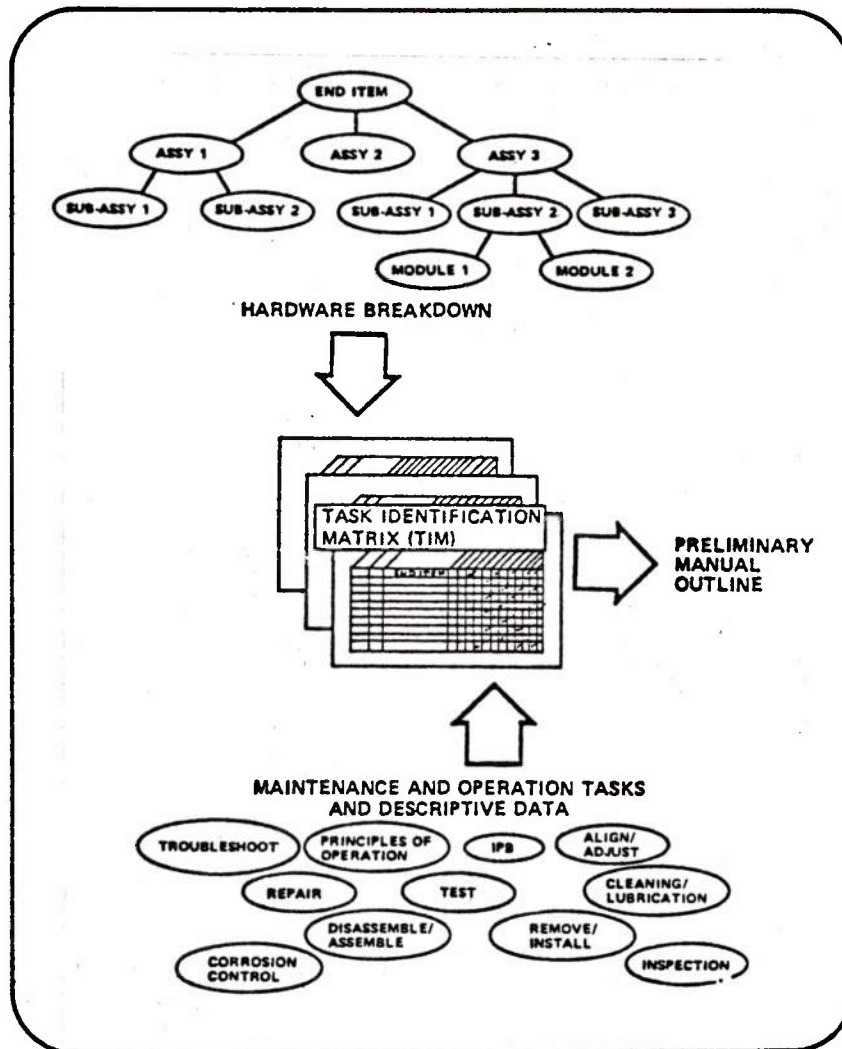 END ITEM
ASSY 1
ASSY 2
ASSY 3
SUB-ASSY 1
SUB-ASSY 2
SUB-ASSY 1
SUB-ASSY 2
SUB-ASSY 3
MODULE 1
MODULE 2
HARDWARE BREAKDOWN
TASK IDENTIFICATION
MATRIX (TIM)
END ITEM
PRELIMINARY
MANUAL
OUTLINE
MAINTENANCE AND OPERATION TASKS
AND DESCRIPTIVE DATA
TROUBLESHOOT
PRINCIPLES OF
OPERATION
IPB
ALIGN/
ADJUST
REPAIR
TEST
CLEANING/
LUBRICATION
DISASSEMBLE/
ASSEMBLE
REMOVE/
INSTALL
CORROSION
CONTROL
INSPECTION